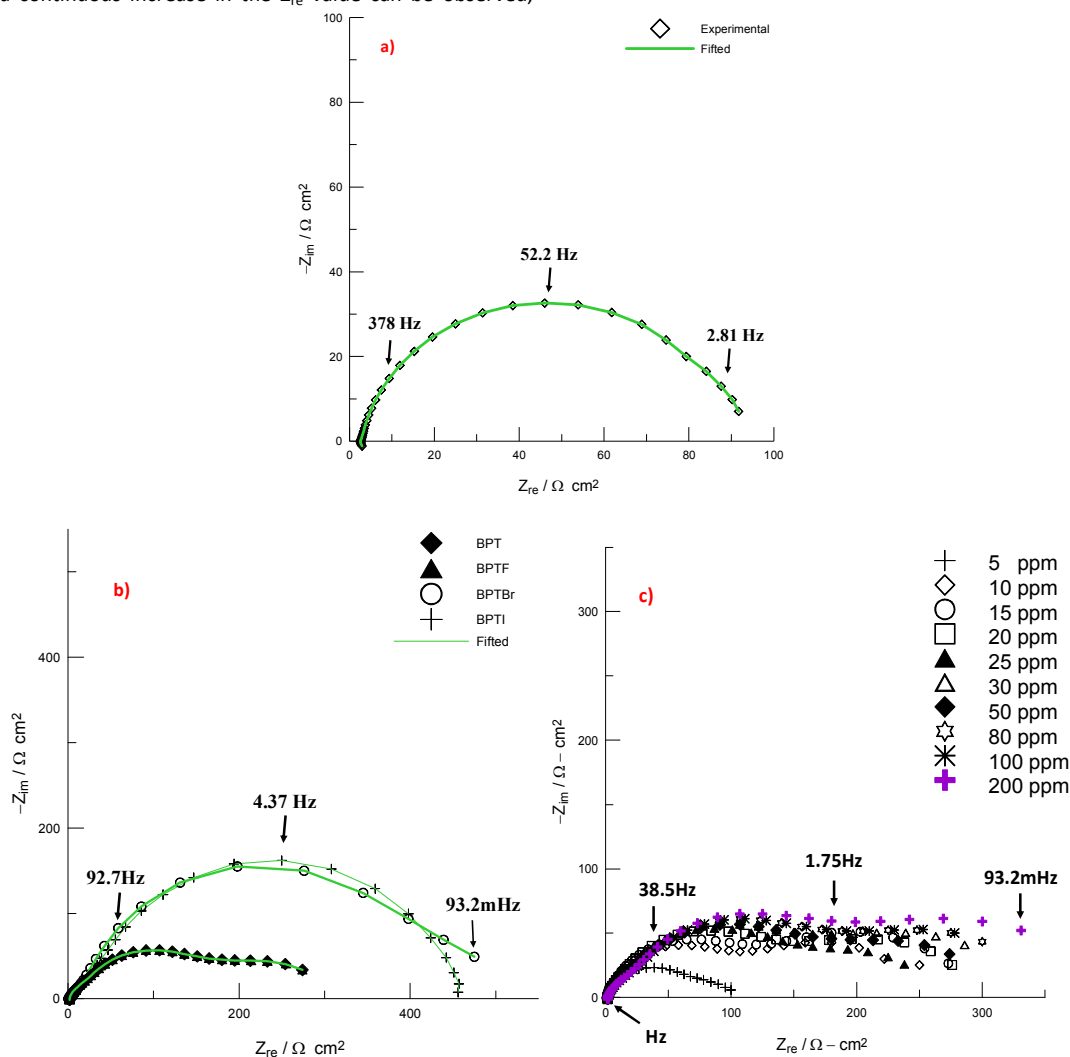 a continuous increase in the Zre value can be observed,
a)
Experimental
Fifted
100
80
60
40
20
0
−Zim / Ω cm²
378 Hz
52.2 Hz
2.81 Hz
0 20 40 60 80 100
Zre / Ω cm²
b)
BPT
BPTF
BPTBr
BPTI
Fifted
400
200
0
−Zim / Ω cm²
92.7Hz
4.37 Hz
93.2mHz
0 200 400
Zre / Ω cm²
c)
5 ppm
10 ppm
15 ppm
20 ppm
25 ppm
30 ppm
50 ppm
80 ppm
100 ppm
200 ppm
300
200
100
0
−Zim / Ω − cm²
38.5Hz
1.75Hz
93.2mHz
Hz
0 100 200 300
Zre / Ω − cm²